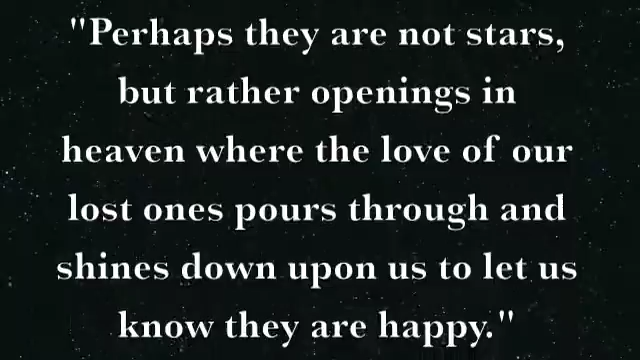 "Perhaps they are not stars,
but rather openings in
heaven where the love of our
lost ones pours through and
shines down upon us to let us
know they are happy."